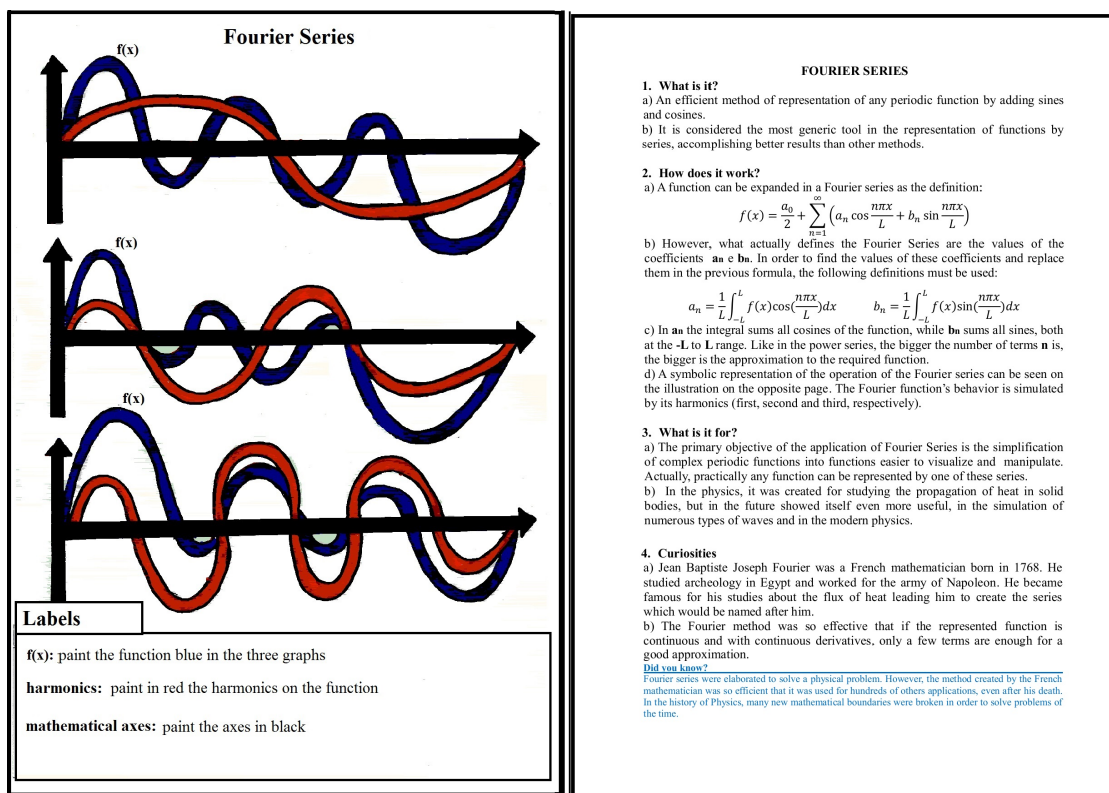 Fourier Series
f(x)
f(x)
f(x)
Labels
f(x): paint the function blue in the three graphs
harmonics: paint in red the harmonics on the function
mathematical axes: paint the axes in black
FOURIER SERIES
1. What is it?
a) An efficient method of representation of any periodic function by adding sines
and cosines.
b) It is considered the most generic tool in the representation of functions by
series, accomplishing better results than other methods.
2. How does it work?
a) A function can be expanded in a Fourier series as the definition:
f(x) = a₀/2 + ∑_{n=1}^{∞} (aₙ cos nπx/L + bₙ sin nπx/L)
b) However, what actually defines the Fourier Series are the values of the
coefficients an e bn. In order to find the values of these coefficients and replace
them in the previous formula, the following definitions must be used:
aₙ = 1/L ∫_{-L}^{L} f(x)cos(nπx/L)dx bₙ = 1/L ∫_{-L}^{L} f(x)sin(nπx/L)dx
c) In an the integral sums all cosines of the function, while bn sums all sines, both
at the -L to L range. Like in the power series, the bigger the number of terms n is,
the bigger is the approximation to the required function.
d) A symbolic representation of the operation of the Fourier series can be seen on
the illustration on the opposite page. The Fourier function's behavior is simulated
by its harmonics (first, second and third, respectively).
3. What is it for?
a) The primary objective of the application of Fourier Series is the simplification
of complex periodic functions into functions easier to visualize and manipulate.
Actually, practically any function can be represented by one of these series.
b) In the physics, it was created for studying the propagation of heat in solid
bodies, but in the future showed itself even more useful, in the simulation of
numerous types of waves and in the modern physics.
4. Curiosities
a) Jean Baptiste Joseph Fourier was a French mathematician born in 1768. He
studied archeology in Egypt and worked for the army of Napoleon. He became
famous for his studies about the flux of heat leading him to create the series
which would be named after him.
b) The Fourier method was so effective that if the represented function is
continuous and with continuous derivatives, only a few terms are enough for a
good approximation.
Did you know?
Fourier series were elaborated to solve a physical problem. However, the method created by the French
mathematician was so efficient that it was used for hundreds of others applications, even after his death.
In the history of Physics, many new mathematical boundaries were broken in order to solve problems of
the time.